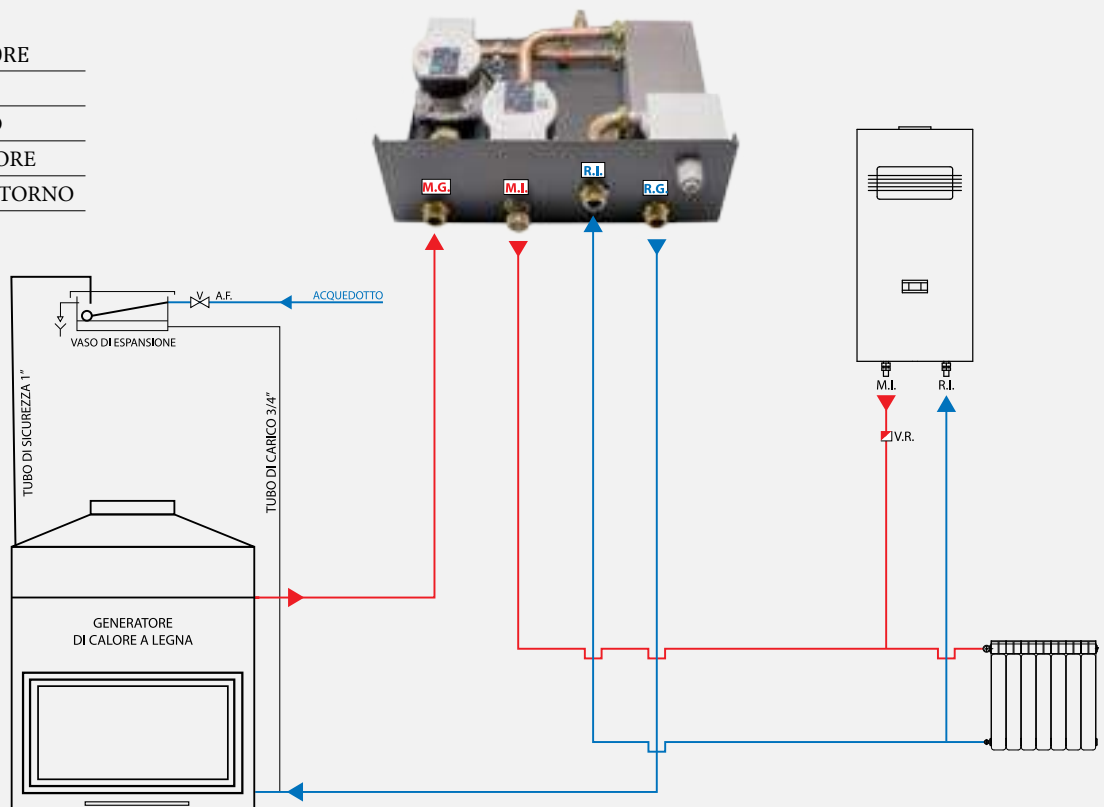 ORE
O
ORE
TORNO
M.G.
M.I.
R.I.
R.G.
V
A.F.
ACQUEDOTTO
VASO DI ESPANSIONE
TUBO DI SICUREZZA 1"
TUBO DI CARICO 3/4"
M.I.
R.I.
V.R.
GENERATORE
DI CALORE A LEGNA